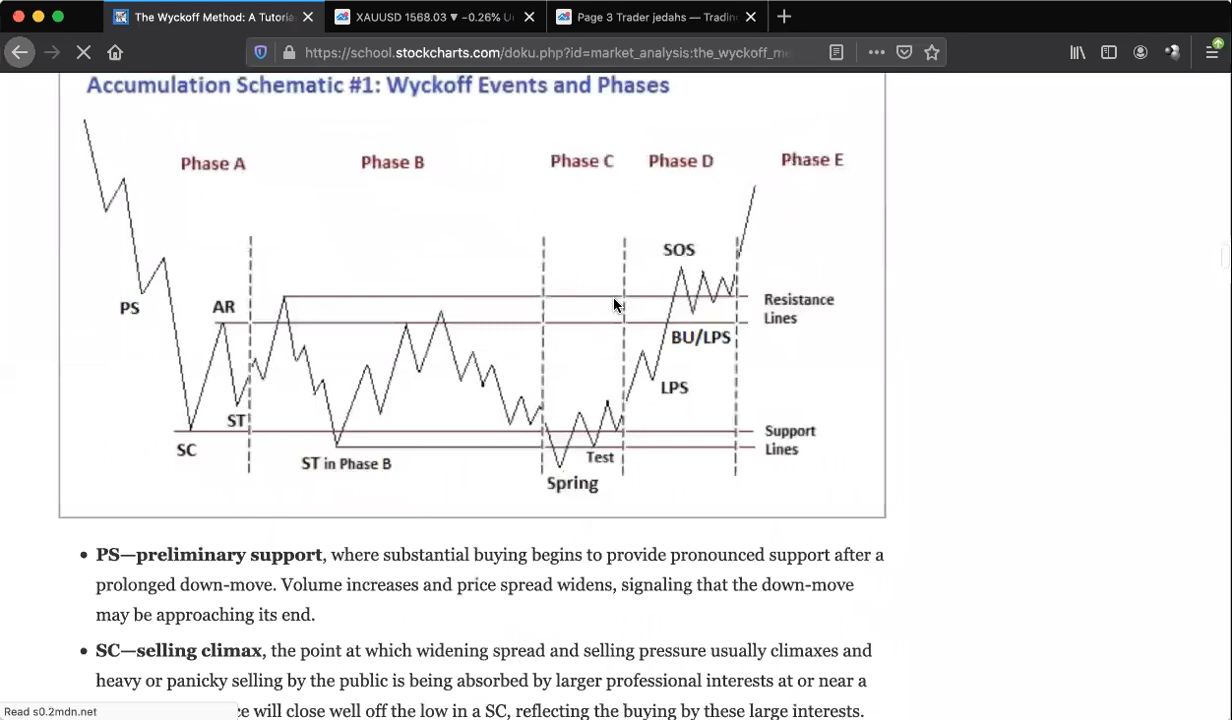 The Wyckoff Method: A Tutoria
XAUUSD 1568.03 ▼ −0.26% U
Page 3 Trader jedahs — Tradin
https://school.stockcharts.com/doku.php?id=market_analysis:the_wyckoff_m
Accumulation Schematic #1: Wyckoff Events and Phases
Phase A
Phase B
Phase C
Phase D
Phase E
SOS
PS
AR
Resistance
Lines
BU/LPS
LPS
ST
SC
Support
Lines
ST in Phase B
Test
Spring
• PS—preliminary support, where substantial buying begins to provide pronounced support after a
prolonged down-move. Volume increases and price spread widens, signaling that the down-move
may be approaching its end.
• SC—selling climax, the point at which widening spread and selling pressure usually climaxes and
heavy or panicky selling by the public is being absorbed by larger professional interests at or near a
ce will close well off the low in a SC, reflecting the buying by these large interests.
Read s0.2mdn.net